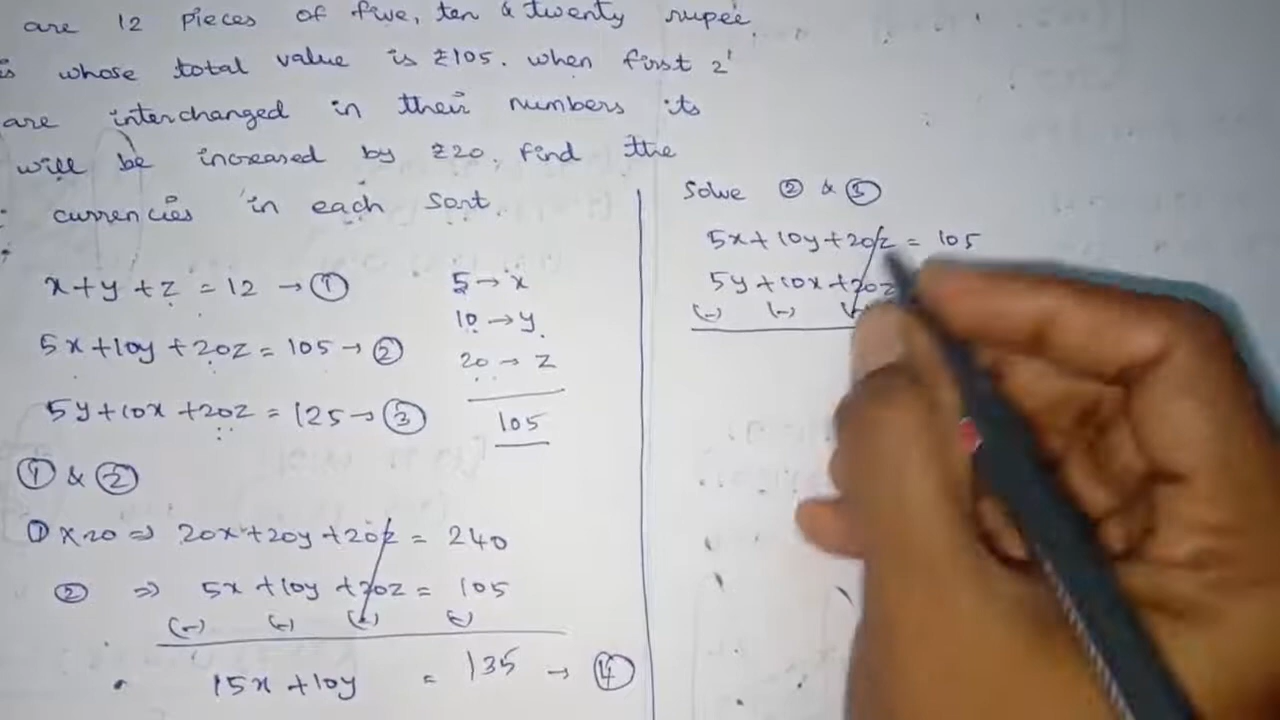 are 12 pieces of five, ten & twenty rupee
is whose total value is ₹105. when first 2'
are interchanged in their numbers its
will be increased by ₹20, find the
currencies in each sort.
x+y+z = 12 → ①
5x+10y+20z = 105 → ②
5y+10x+20z = 125 → ③
5 → x
10 → y
20 → z
105
① & ②
① x20 ⇒ 20x+20y+20z = 240
② ⇒ 5x+10y+20z = 105
(-) (-) (-) (-)
15x+10y = 135 → ④
Solve ② & ③
5x+10y+20z = 105
5y+10x+20z
(-) (-)